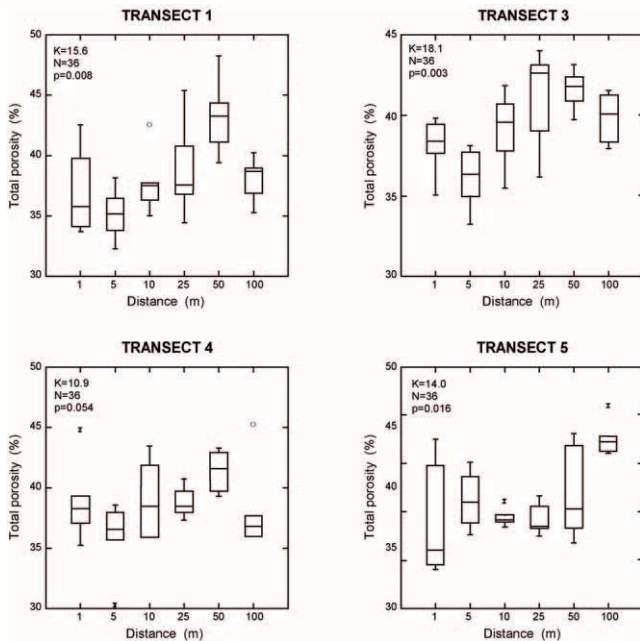 TRANSECT 1
K=15.6
N=36
p=0.008
Total porosity (%)
50
45
40
35
30
1 5 10 25 50 100
Distance (m)
TRANSECT 3
K=18.1
N=36
p=0.003
Total porosity (%)
45
40
35
30
1 5 10 25 50 100
Distance (m)
TRANSECT 4
K=10.9
N=36
p=0.054
Total porosity (%)
50
45
40
35
30
1 5 10 25 50 100
Distance (m)
TRANSECT 5
K=14.0
N=36
p=0.016
Total porosity (%)
50
45
40
35
30
1 5 10 25 50 100
Distance (m)